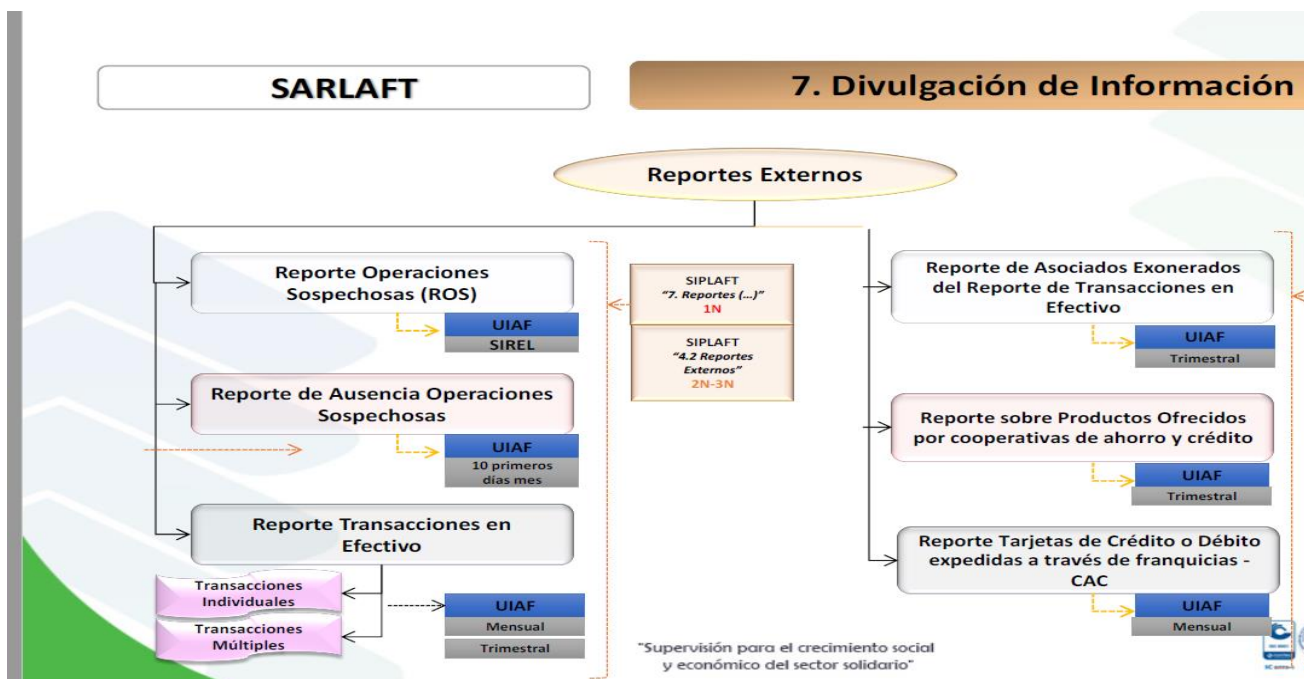 SARLAFT
7. Divulgación de Información
Reportes Externos
Reporte Operaciones
Sospechosas (ROS)
UIAF
SIREL
Reporte de Ausencia Operaciones
Sospechosas
UIAF
10 primeros
días mes
Reporte Transacciones en
Efectivo
Transacciones
Individuales
Transacciones
Múltiples
UIAF
Mensual
Trimestral
SIPLAFT
"7. Reportes (...)"
1N
SIPLAFT
"4.2 Reportes
Externos"
2N-3N
Reporte de Asociados Exonerados
del Reporte de Transacciones en
Efectivo
UIAF
Trimestral
Reporte sobre Productos Ofrecidos
por cooperativas de ahorro y crédito
UIAF
Trimestral
Reporte Tarjetas de Crédito o Débito
expedidas a través de franquicias -
CAC
UIAF
Mensual
"Supervisión para el crecimiento social
y económico del sector solidario"